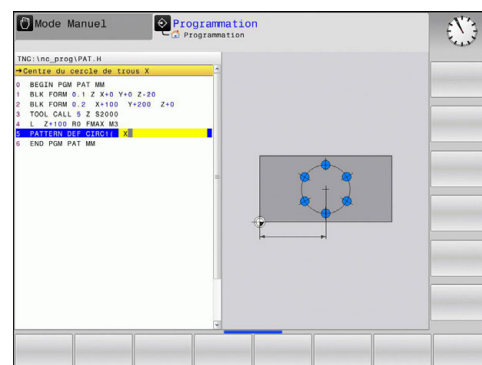 Mode Manuel
Programmation
Programmation
TNC:\nc_prog\PAT.H
→Centre du cercle de trous X
0 BEGIN PGM PAT MM
1 BLK FORM 0.1 Z X+0 Y+0 Z-20
2 BLK FORM 0.2 X+100 Y+200 Z+0
3 TOOL CALL 5 Z S2000
4 L Z+100 R0 FMAX M3
5 PATTERN DEF CIRC1( X
6 END PGM PAT MM